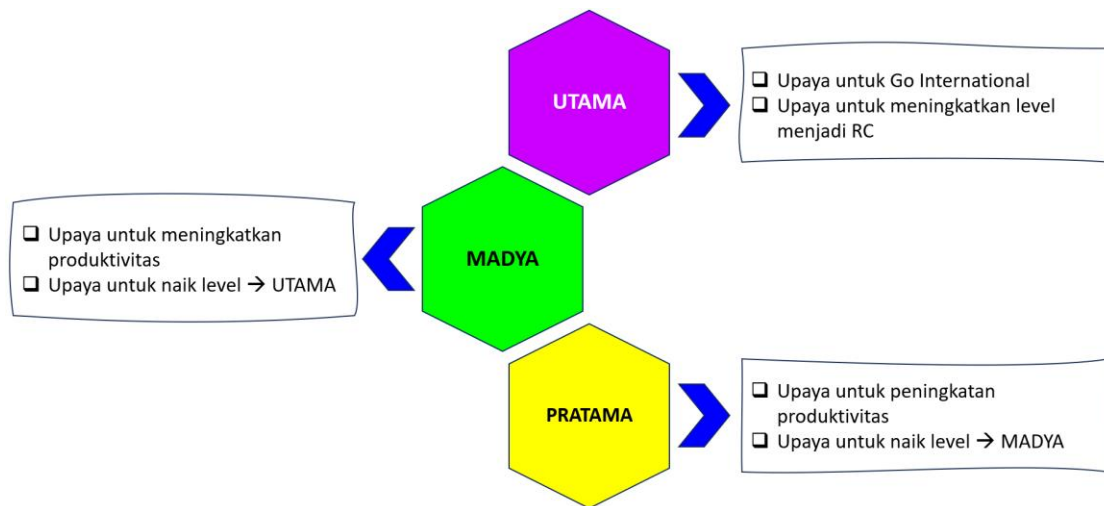 UTAMA
❑ Upaya untuk Go International
❑ Upaya untuk meningkatkan level
menjadi RC
❑ Upaya untuk meningkatkan
produktivitas
❑ Upaya untuk naik level → UTAMA
MADYA
PRATAMA
❑ Upaya untuk peningkatan
produktivitas
❑ Upaya untuk naik level → MADYA